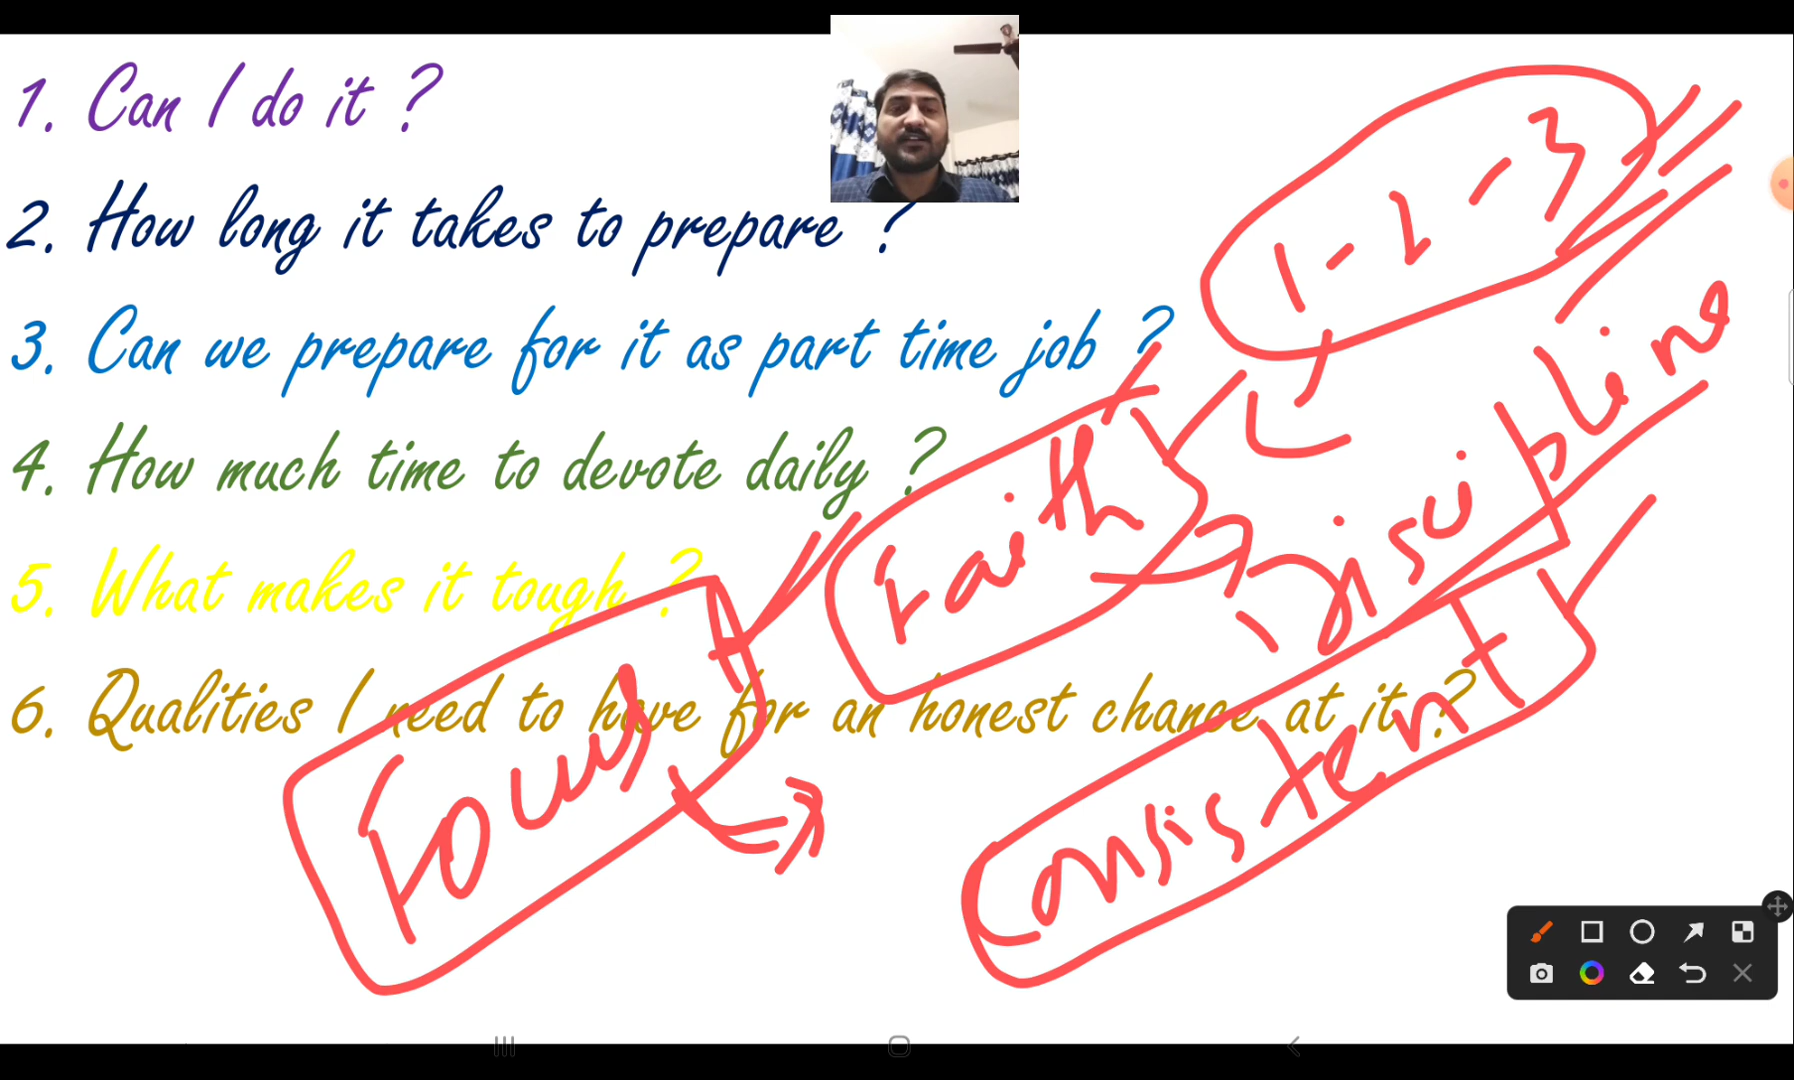 1. Can I do it ?
2. How long it takes to prepare ?
3. Can we prepare for it as part time job ?
4. How much time to devote daily ?
5. What makes it tough ?
6. Qualities I need to have for an honest chance at it ?
1-2-3
Faith
Discipline
Focus
Consistent